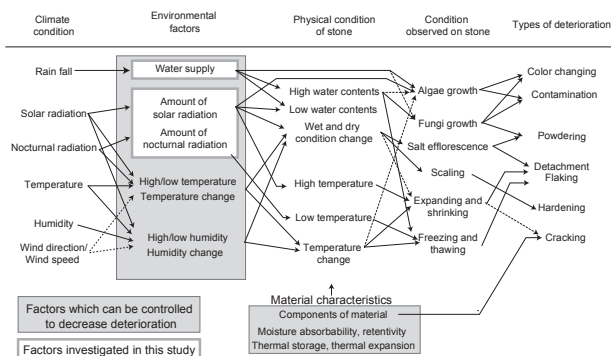 Climate
condition
Environmental
factors
Physical condition
of stone
Condition
observed on stone
Types of deterioration
Rain fall
Solar radiation
Nocturnal radiation
Temperature
Humidity
Wind direction/
Wind speed
Water supply
Amount of
solar radiation
Amount of
nocturnal radiation
High/low temperature
Temperature change
High/low humidity
Humidity change
High water contents
Low water contents
Wet and dry
condition change
High temperature
Low temperature
Temperature
change
Algae growth
Fungi growth
Salt efflorescence
Scaling
Expanding and
shrinking
Freezing and
thawing
Color changing
Contamination
Powdering
Detachment
Flaking
Hardening
Cracking
Material characteristics
Components of material
Moisture absorbability, retentivity
Thermal storage, thermal expansion
Factors which can be controlled
to decrease deterioration
Factors investigated in this study